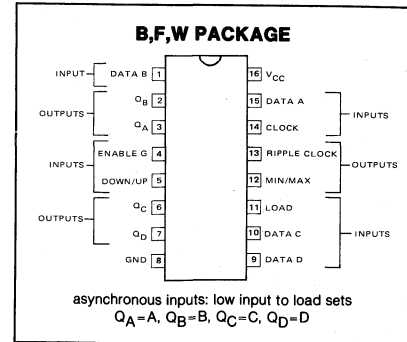 B,F,W PACKAGE
INPUT DATA B 1 16 VCC
QB 2 15 DATA A
OUTPUTS INPUTS
QA 3 14 CLOCK
ENABLE G 4 13 RIPPLE CLOCK
INPUTS OUTPUTS
DOWN/UP 5 12 MIN/MAX
QC 6 11 LOAD
OUTPUTS
QD 7 10 DATA C INPUTS
GND 8 9 DATA D
asynchronous inputs: low input to load sets
QA=A, QB=B, QC=C, QD=D